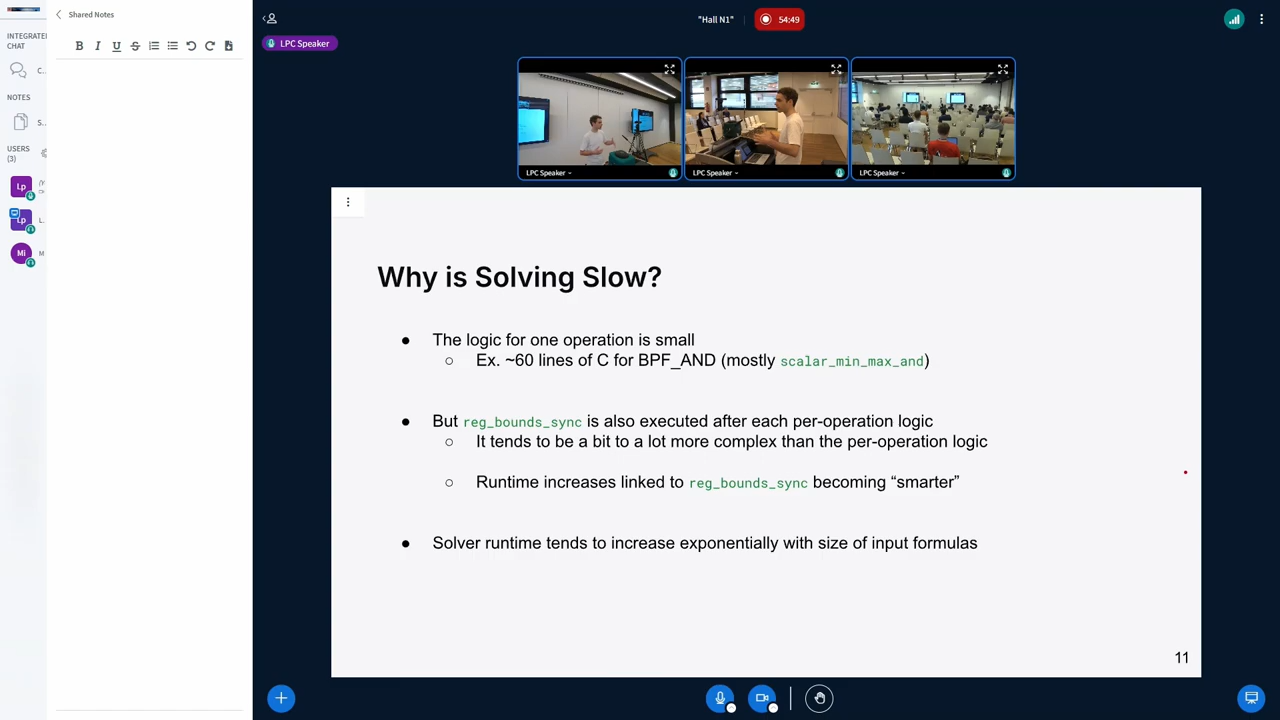 Shared Notes
INTEGRATE
CHAT
C..
NOTES
S..
USERS
(3)
Lp
Lp
L..
Mi
M
"Hall N1"
54:49
LPC Speaker
LPC Speaker
LPC Speaker
LPC Speaker
Why is Solving Slow?
● The logic for one operation is small
○ Ex. ~60 lines of C for BPF_AND (mostly scalar_min_max_and)
● But reg_bounds_sync is also executed after each per-operation logic
○ It tends to be a bit to a lot more complex than the per-operation logic
○ Runtime increases linked to reg_bounds_sync becoming “smarter”
● Solver runtime tends to increase exponentially with size of input formulas
11